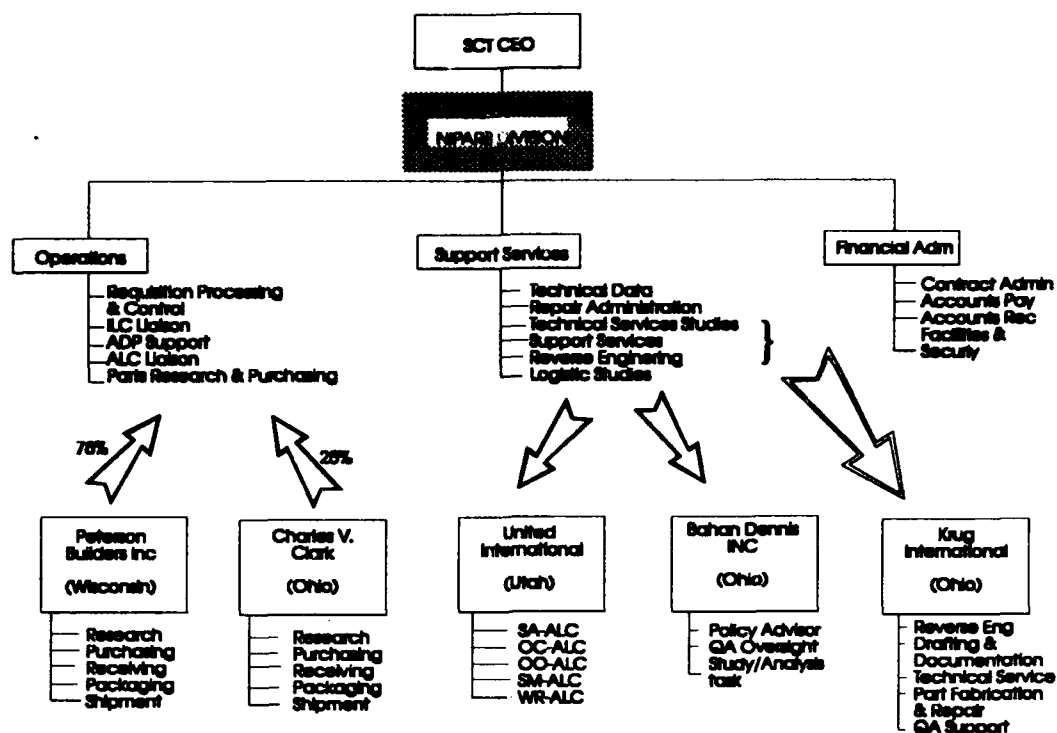 SCT CEO
NIPARS DIVISION
Operations
Requisition Processing
& Control
ILC Liaison
ADP Support
ALC Liaison
Parts Research & Purchasing
Support Services
Technical Data
Repair Administration
Technical Services Studies
Support Services
Reverse Enginering
Logistic Studies
Financial Adm
Contract Admin
Accounts Pay
Accounts Rec
Facilities &
Securiy
Peterson
Builders Inc
(Wisconsin)
Research
Purchasing
Receiving
Packaging
Shipment
Charles V.
Clark
(Ohio)
Research
Purchasing
Receiving
Packaging
Shipment
United
International
(Utah)
SA-ALC
OC-ALC
OO-ALC
SM-ALC
WR-ALC
Bahan Dennis
INC
(Ohio)
Policy Advisor
QA Oversight
Study/Analysis
task
Krug
International
(Ohio)
Reverse Eng
Drafting &
Documentation
Technical Service
Part Fabrication
& Repair
QA Support